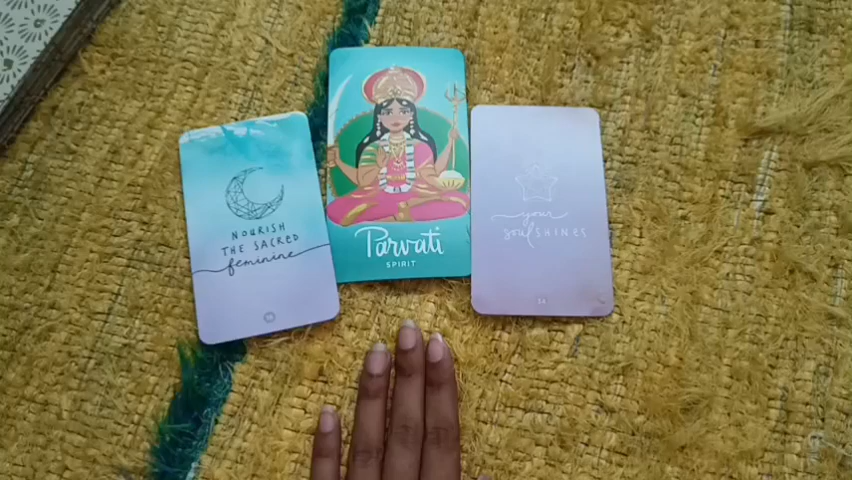 NOURISH
THE SACRED
feminine
Parvati
SPIRIT
your
soul SHINES